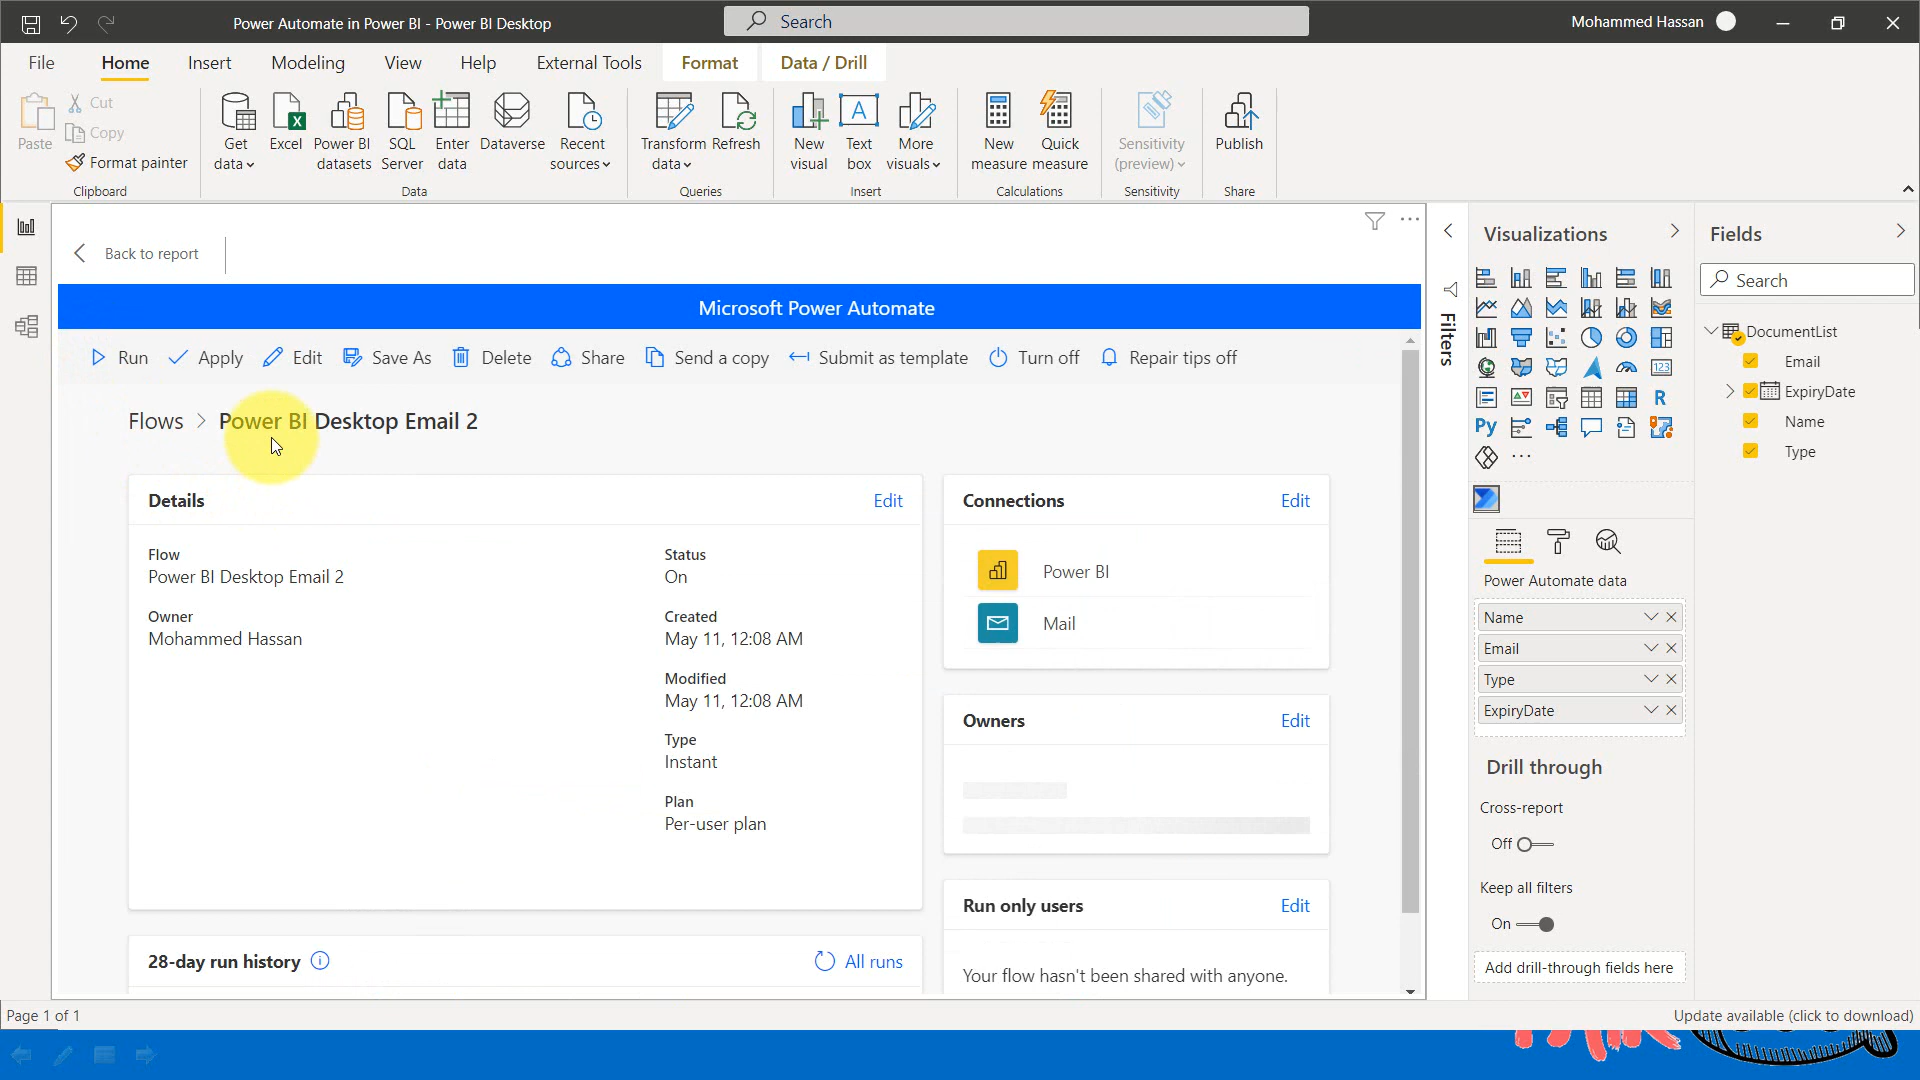 Power Automate in Power BI - Power BI Desktop
Search
Mohammed Hassan
File
Home
Insert
Modeling
View
Help
External Tools
Format
Data / Drill
Paste
Cut
Copy
Format painter
Clipboard
Get data
Excel
Power BI datasets
SQL Server
Enter data
Dataverse
Recent sources
Data
Transform data
Refresh
Queries
New visual
Text box
More visuals
Insert
New measure
Quick measure
Calculations
Sensitivity (preview)
Sensitivity
Publish
Share
Back to report
Microsoft Power Automate
Run
Apply
Edit
Save As
Delete
Share
Send a copy
Submit as template
Turn off
Repair tips off
Flows > Power BI Desktop Email 2
Details
Edit
Flow
Power BI Desktop Email 2
Owner
Mohammed Hassan
Status
On
Created
May 11, 12:08 AM
Modified
May 11, 12:08 AM
Type
Instant
Plan
Per-user plan
28-day run history
All runs
Connections
Edit
Power BI
Mail
Owners
Edit
Run only users
Edit
Your flow hasn't been shared with anyone.
Filters
Visualizations
123
R
Py
Power Automate data
Name
Email
Type
ExpiryDate
Drill through
Cross-report
Off
Keep all filters
On
Add drill-through fields here
Fields
Search
DocumentList
Email
ExpiryDate
Name
Type
Page 1 of 1
Update available (click to download)